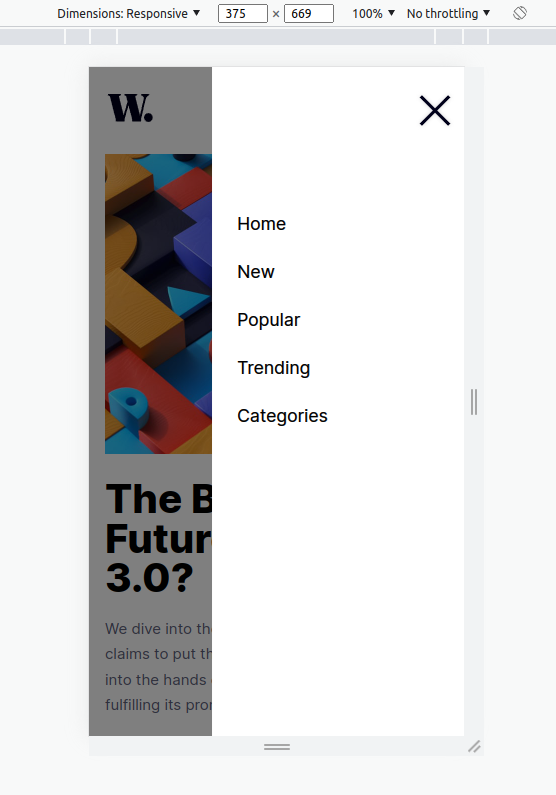 Dimensions: Responsive ▼ 375 × 669 100% ▼ No throttling ▼
W.
Home
New
Popular
Trending
Categories
The B
Futur
3.0?
We dive into th
claims to put th
into the hands
fulfilling its pro